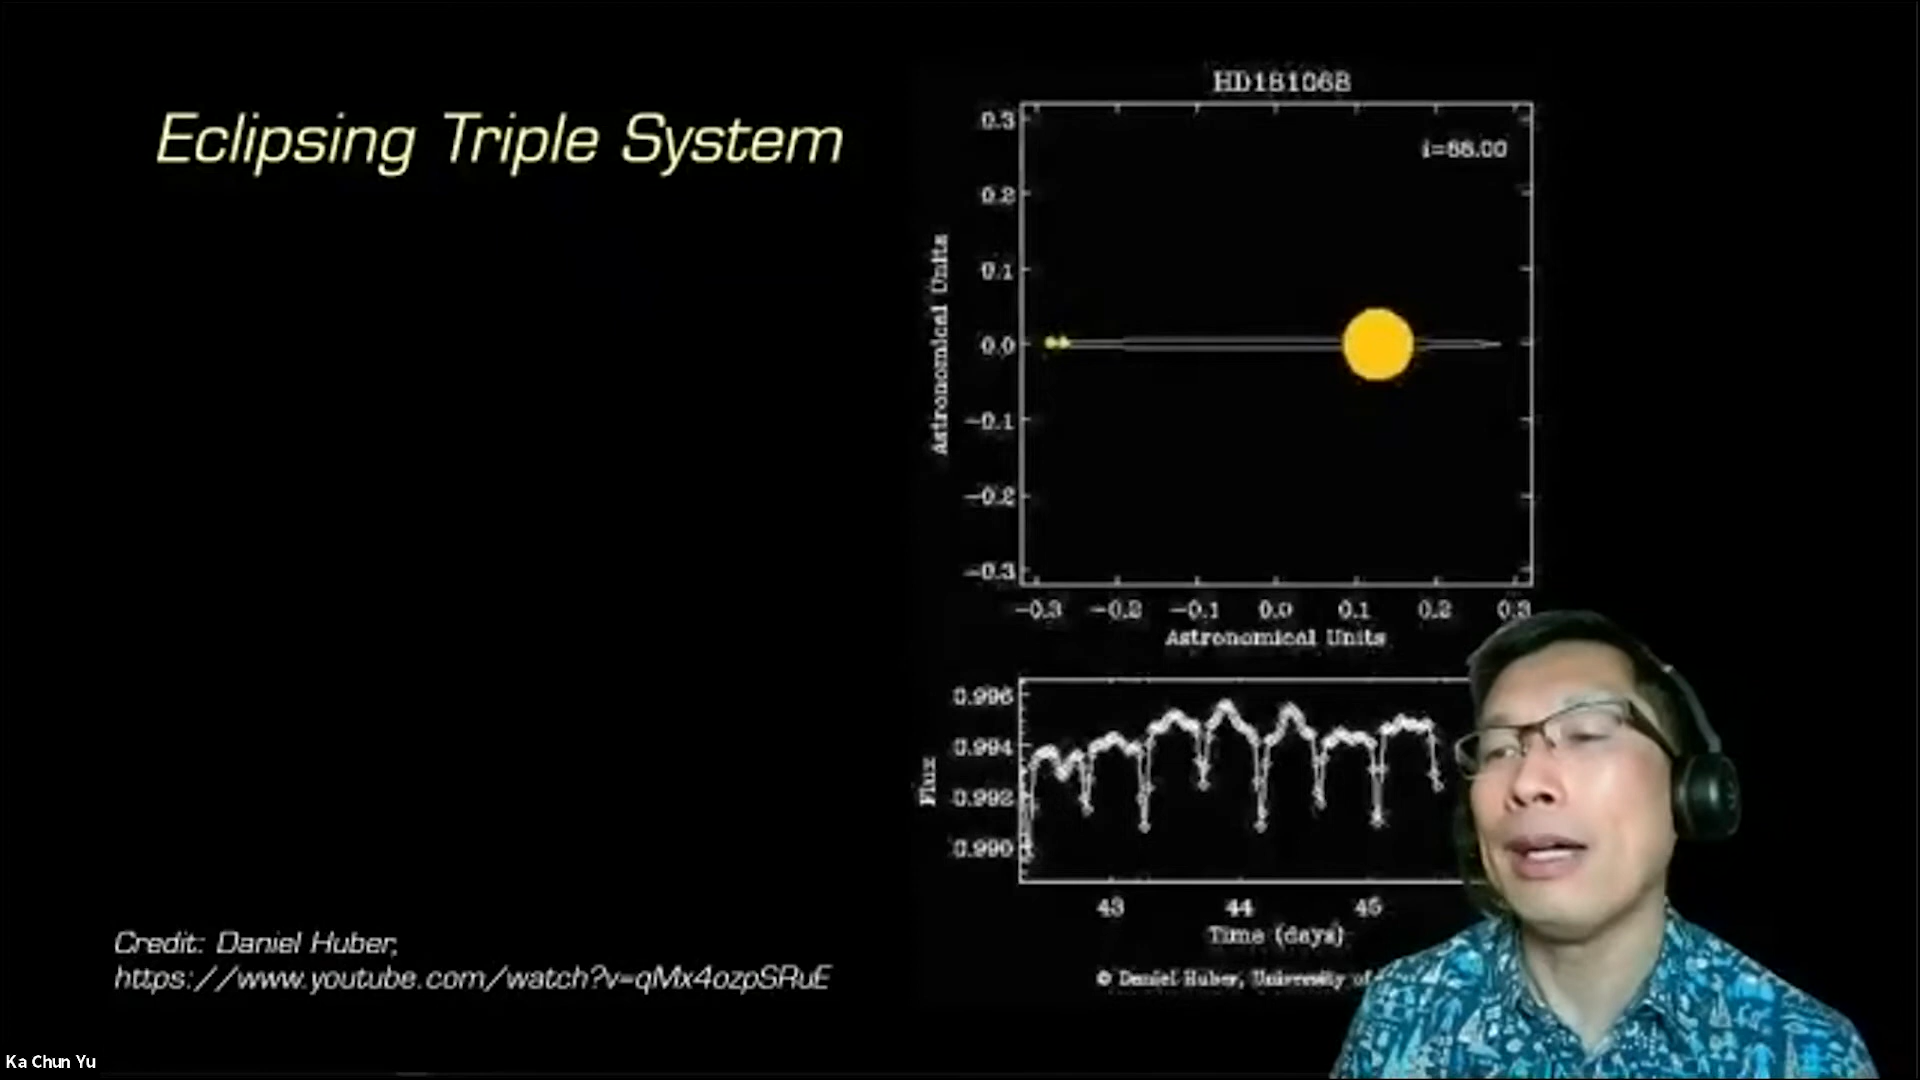 Eclipsing Triple System
HD181068
i=88.00
0.3
0.2
0.1
0.0
−0.1
−0.2
−0.3
Astronomical Units
−0.3 −0.2 −0.1 0.0 0.1 0.2 0.3
Astronomical Units
0.996
0.994
0.992
0.990
Flux
43 44 45
Time (days)
© Daniel Huber, University of
Credit: Daniel Huber,
https://www.youtube.com/watch?v=qMx4ozpSRuE
Ka Chun Yu